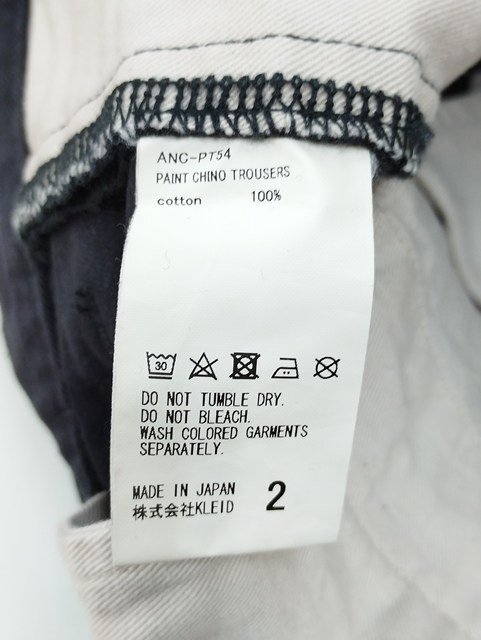 ANC-PT54
PAINT CHINO TROUSERS
cotton 100%
30
DO NOT TUMBLE DRY.
DO NOT BLEACH.
WASH COLORED GARMENTS
SEPARATELY.
MADE IN JAPAN
株式会社KLEID 2